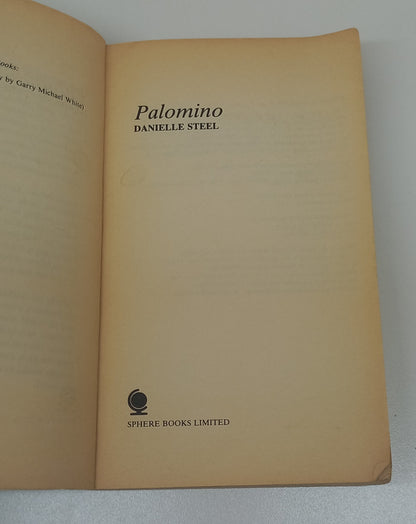 ooks:
y by Garry Michael White)
Palomino
DANIELLE STEEL
SPHERE BOOKS LIMITED